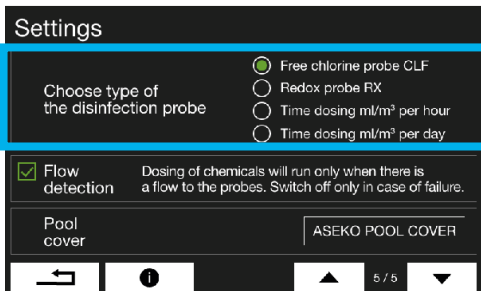 Settings
Choose type of
the disinfection probe
Free chlorine probe CLF
Redox probe RX
Time dosing ml/m³ per hour
Time dosing ml/m³ per day
Flow
detection
Dosing of chemicals will run only when there is
a flow to the probes. Switch off only in case of failure.
Pool
cover
ASEKO POOL COVER
i
5/5